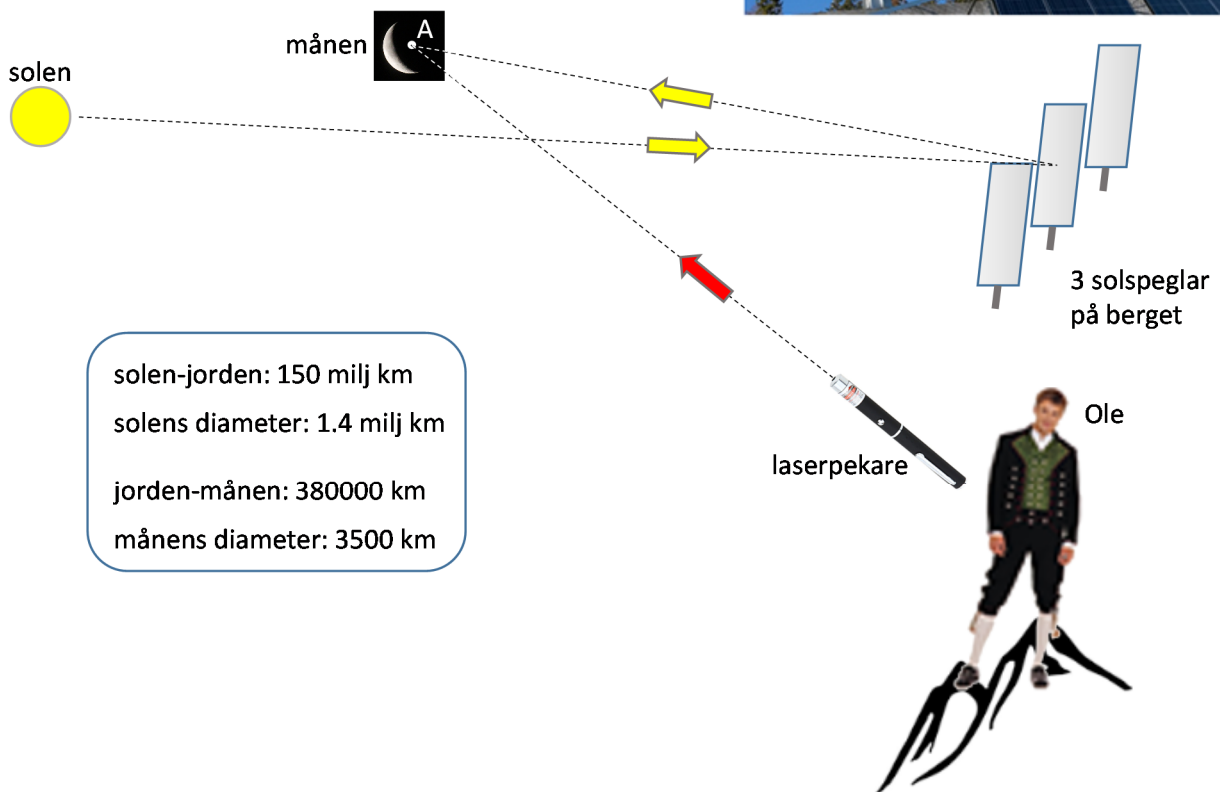 månen
A
solen
3 solspeglar
på berget
solen-jorden: 150 milj km
solens diameter: 1.4 milj km
jorden-månen: 380000 km
månens diameter: 3500 km
Ole
laserpekare